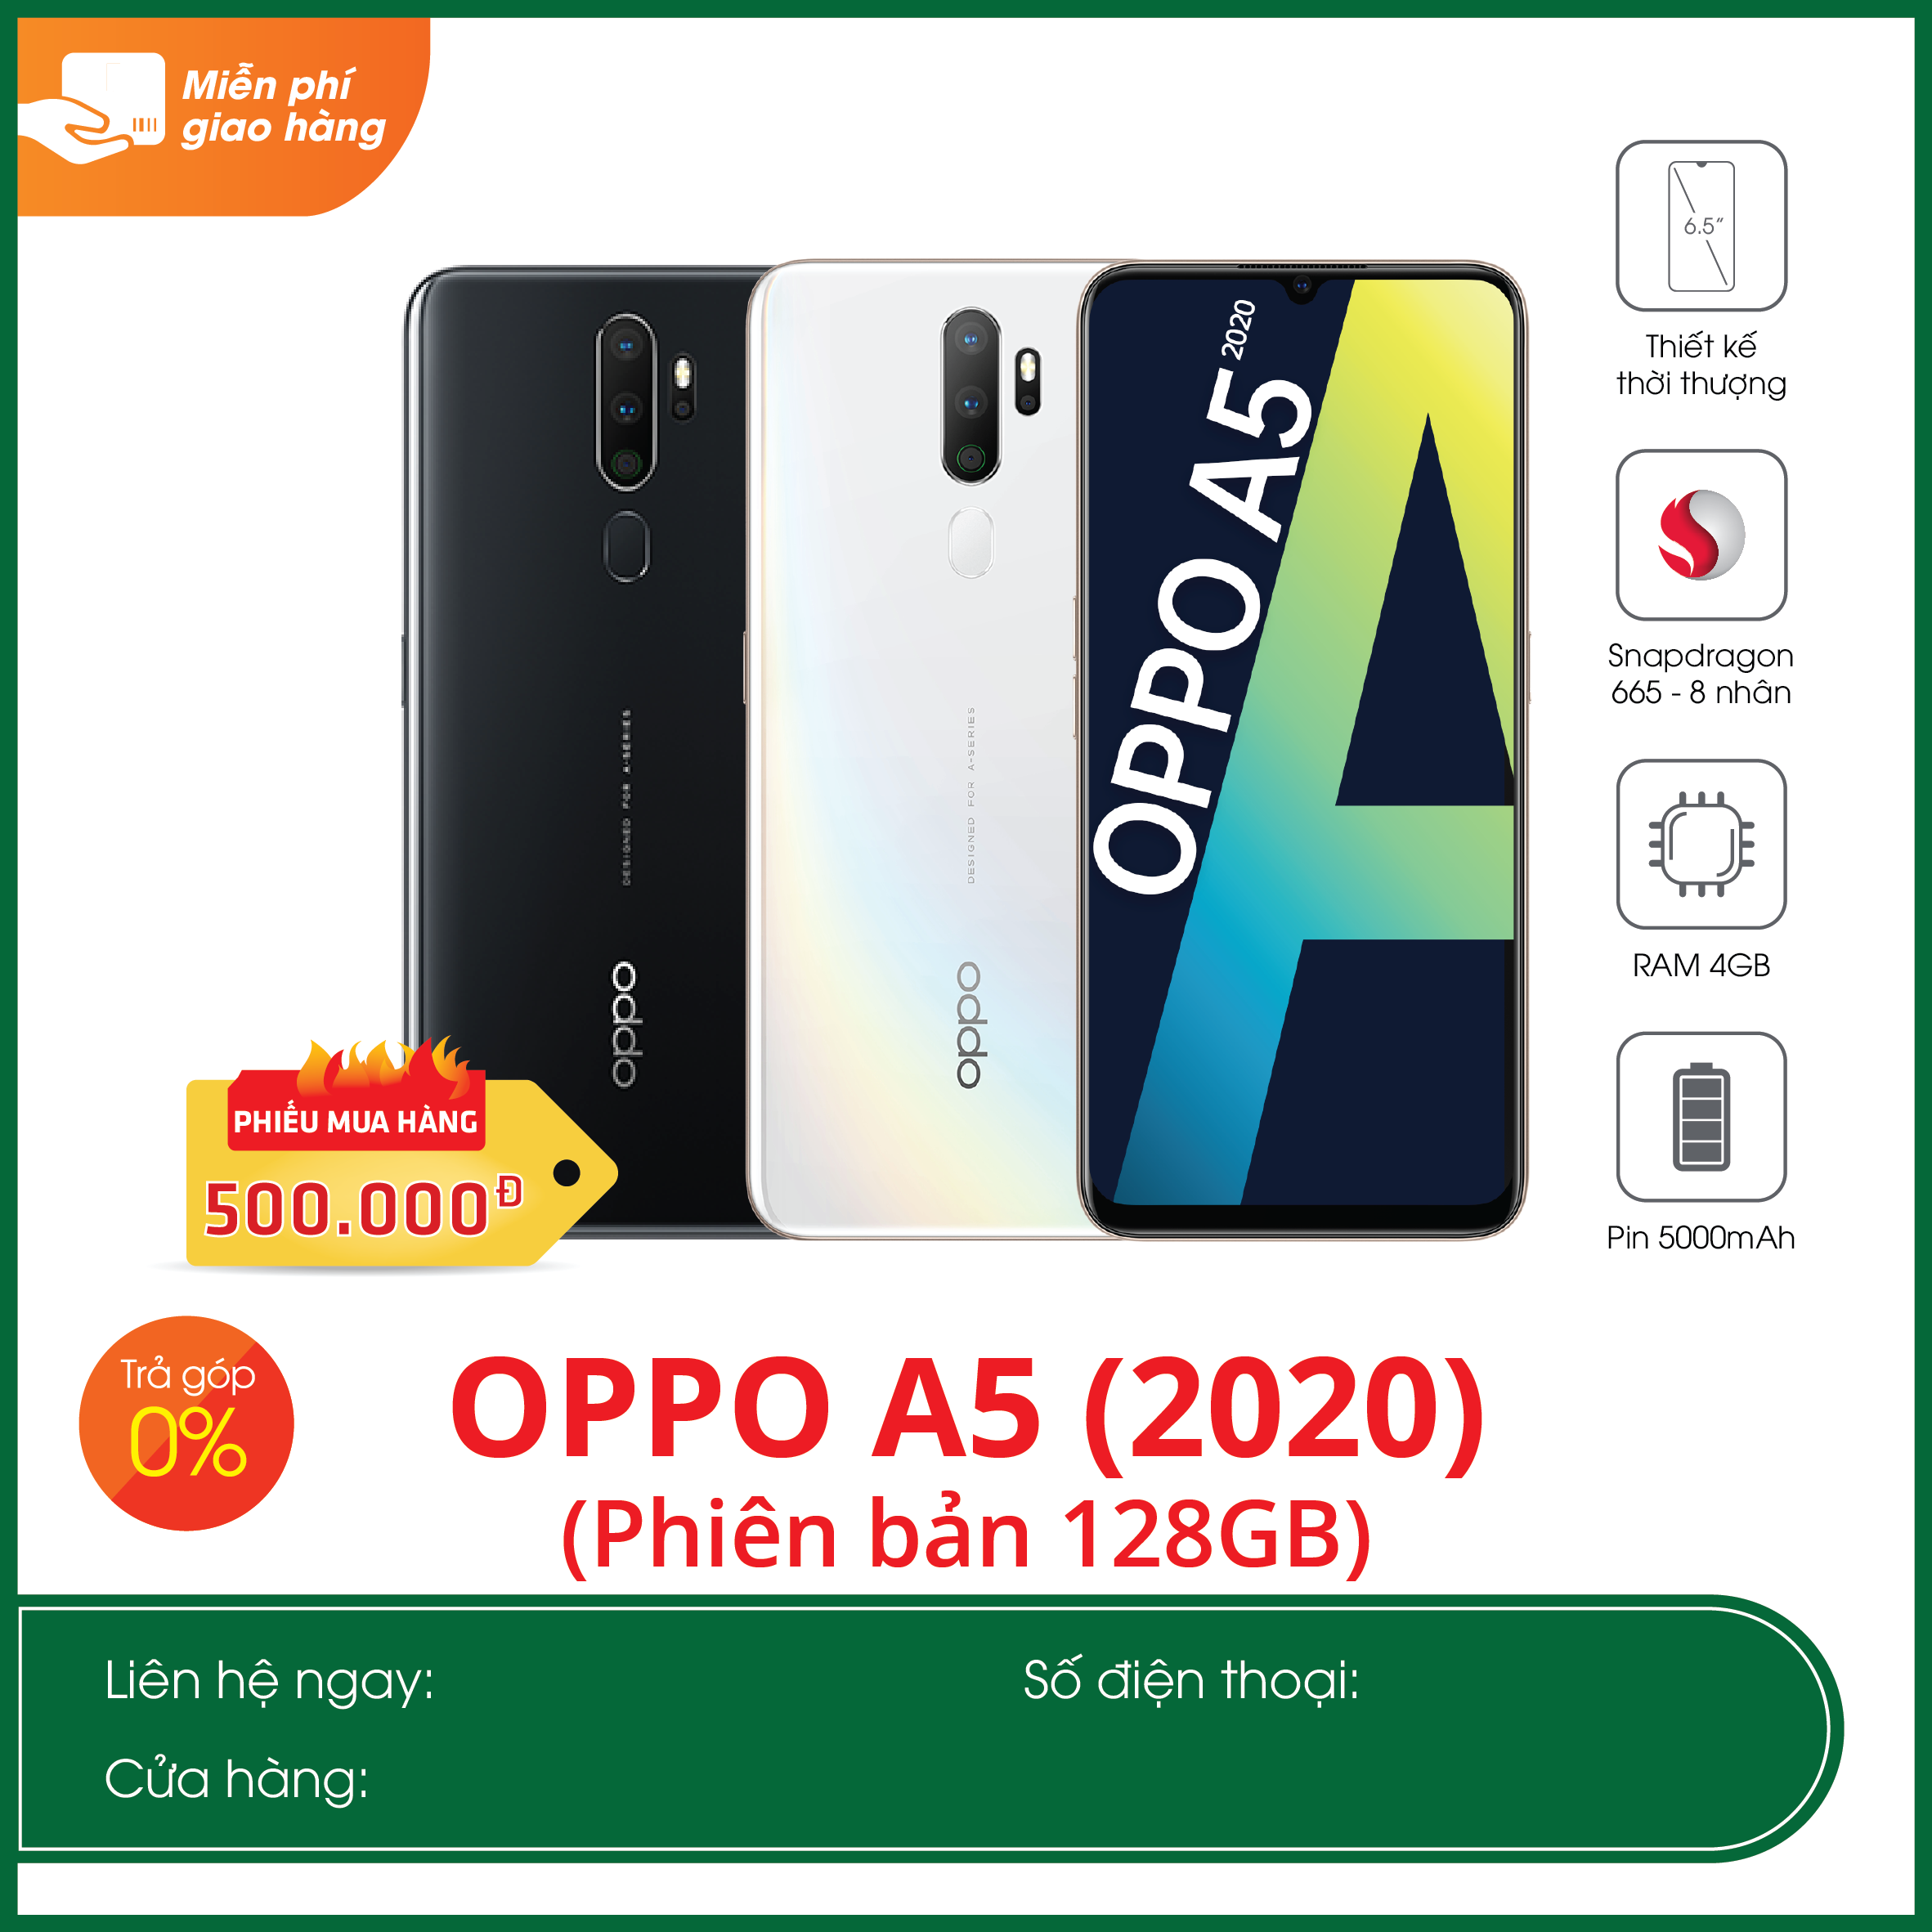 Miễn phí
giao hàng
6.5"
Thiết kế
thời thượng
Snapdragon
665 - 8 nhân
RAM 4GB
Pin 5000mAh
DESIGNED FOR A-SERIES
oppo
DESIGNED FOR A-SERIES
oppo
OPPO A5 2020
PHIẾU MUA HÀNG
500.000Đ
Trả góp
0%
OPPO A5 (2020)
(Phiên bản 128GB)
Liên hệ ngay:
Số điện thoại:
Cửa hàng: